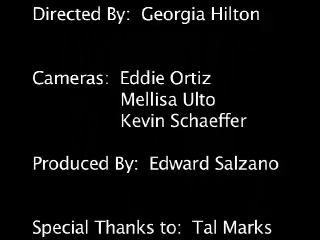 Directed By:  Georgia Hilton
Cameras:  Eddie Ortiz
Mellisa Ulto
Kevin Schaeffer
Produced By:  Edward Salzano
Special Thanks to:  Tal Marks